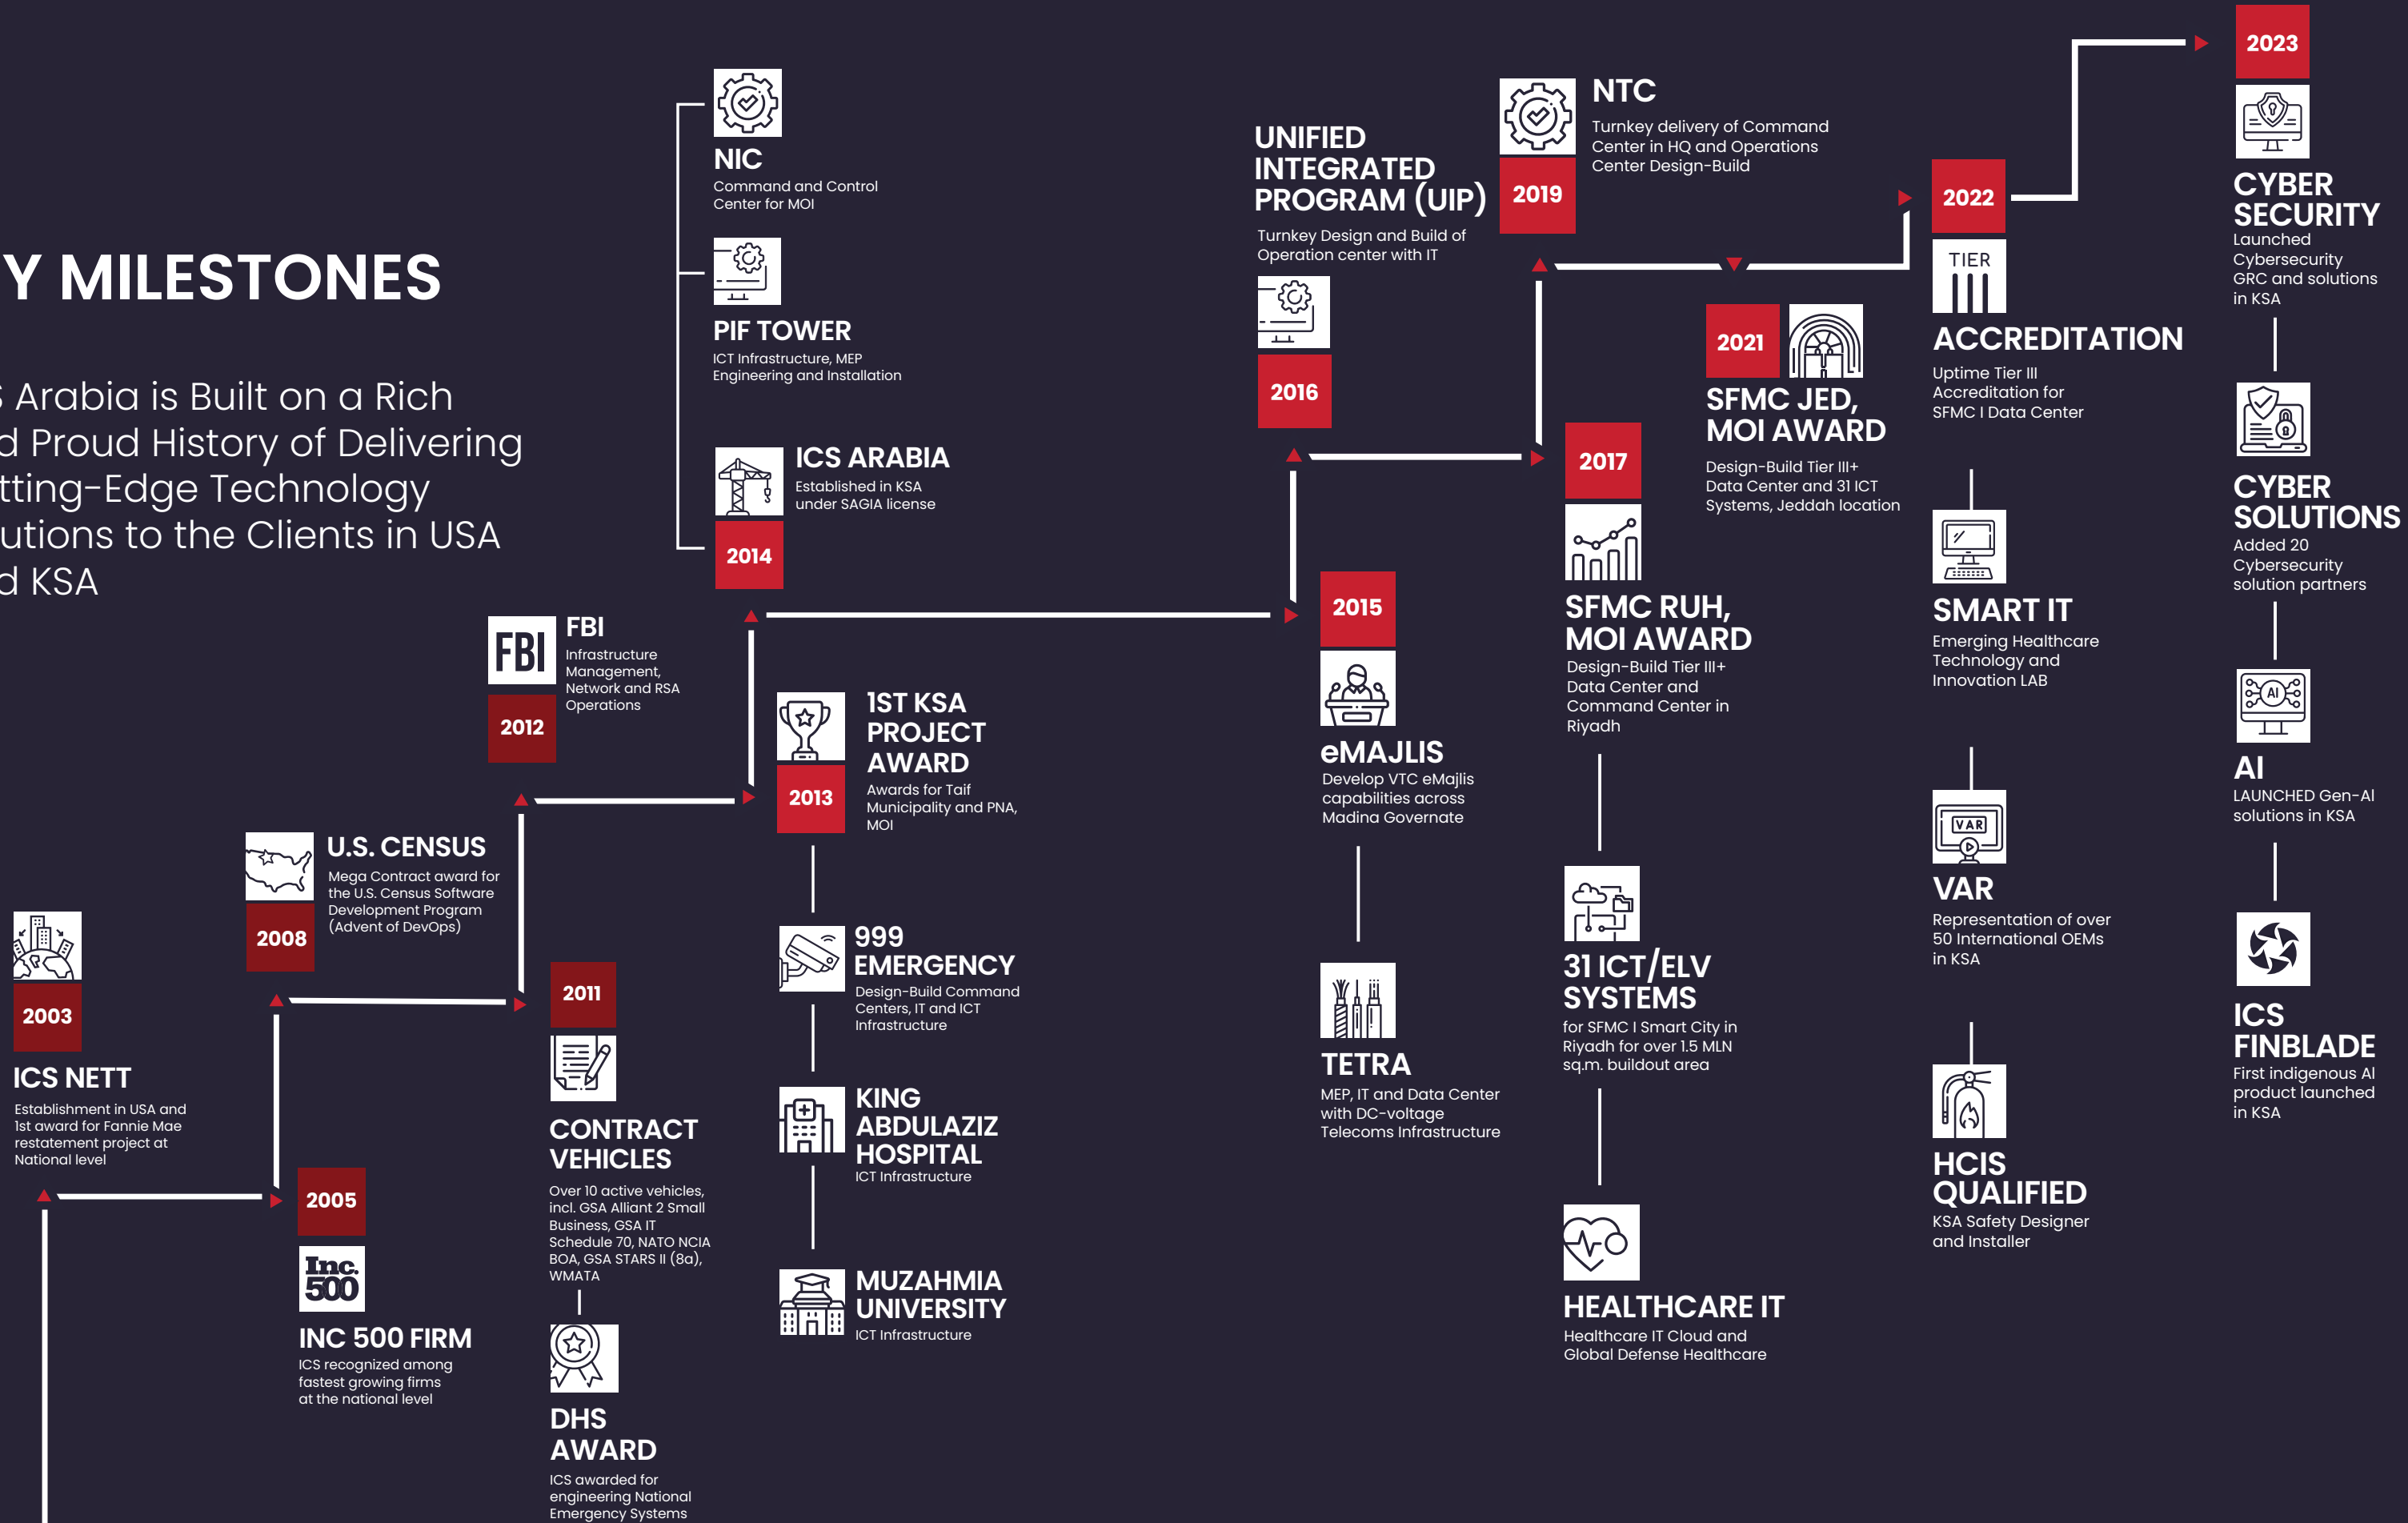 Y MILESTONES
S Arabia is Built on a Rich
d Proud History of Delivering
tting-Edge Technology
utions to the Clients in USA
d KSA
2003
ICS NETT
Establishment in USA and
1st award for Fannie Mae
restatement project at
National level
2005
Inc.
500
INC 500 FIRM
ICS recognized among
fastest growing firms
at the national level
U.S. CENSUS
Mega Contract award for
the U.S. Census Software
Development Program
(Advent of DevOps)
2008
2011
CONTRACT
VEHICLES
Over 10 active vehicles,
incl. GSA Alliant 2 Small
Business, GSA IT
Schedule 70, NATO NCIA
BOA, GSA STARS II (8a),
WMATA
DHS
AWARD
ICS awarded for
engineering National
Emergency Systems
FBI
FBI
Infrastructure
Management,
Network and RSA
Operations
2012
1ST KSA
PROJECT
AWARD
2013
Awards for Taif
Municipality and PNA,
MOI
999
EMERGENCY
Design-Build Command
Centers, IT and ICT
Infrastructure
KING
ABDULAZIZ
HOSPITAL
ICT Infrastructure
MUZAHMIA
UNIVERSITY
ICT Infrastructure
NIC
Command and Control
Center for MOI
PIF TOWER
ICT Infrastructure, MEP
Engineering and Installation
ICS ARABIA
Established in KSA
under SAGIA license
2014
2015
eMAJLIS
Develop VTC eMajlis
capabilities across
Madina Governate
TETRA
MEP, IT and Data Center
with DC-voltage
Telecoms Infrastructure
UNIFIED
INTEGRATED
PROGRAM (UIP)
Turnkey Design and Build of
Operation center with IT
2016
2017
SFMC RUH,
MOI AWARD
Design-Build Tier III+
Data Center and
Command Center in
Riyadh
31 ICT/ELV
SYSTEMS
for SFMC I Smart City in
Riyadh for over 1.5 MLN
sq.m. buildout area
HEALTHCARE IT
Healthcare IT Cloud and
Global Defense Healthcare
NTC
Turnkey delivery of Command
Center in HQ and Operations
Center Design-Build
2019
2021
SFMC JED,
MOI AWARD
Design-Build Tier III+
Data Center and 31 ICT
Systems, Jeddah location
2022
TIER
ACCREDITATION
Uptime Tier III
Accreditation for
SFMC I Data Center
SMART IT
Emerging Healthcare
Technology and
Innovation LAB
VAR
VAR
Representation of over
50 International OEMs
in KSA
HCIS
QUALIFIED
KSA Safety Designer
and Installer
2023
CYBER
SECURITY
Launched
Cybersecurity
GRC and solutions
in KSA
CYBER
SOLUTIONS
Added 20
Cybersecurity
solution partners
AI
AI
LAUNCHED Gen-AI
solutions in KSA
ICS
FINBLADE
First indigenous AI
product launched
in KSA